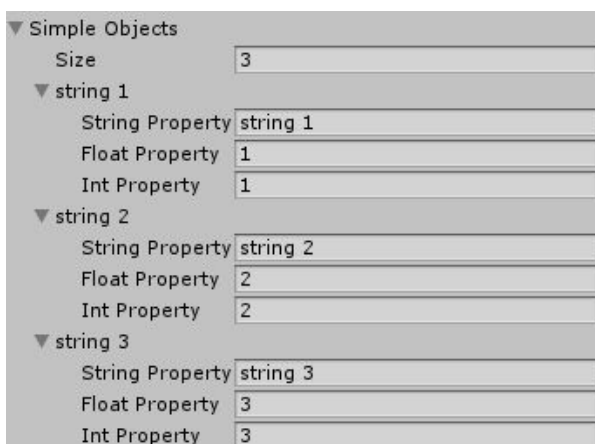 Simple Objects
Size 3
string 1
String Property string 1
Float Property 1
Int Property 1
string 2
String Property string 2
Float Property 2
Int Property 2
string 3
String Property string 3
Float Property 3
Int Property 3